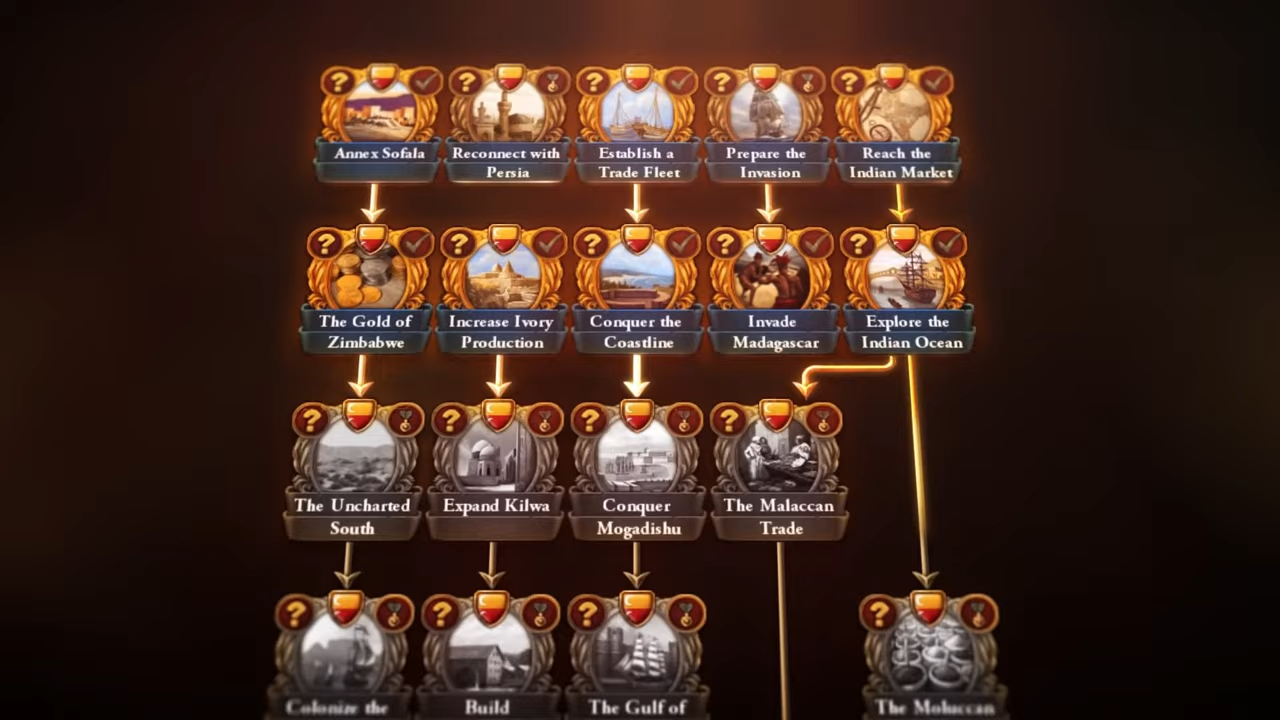 Annex Sofala
Reconnect with
Persia
Establish a
Trade Fleet
Prepare the
Invasion
Reach the
Indian Market
The Gold of
Zimbabwe
Increase Ivory
Production
Conquer the
Coastline
Invade
Madagascar
Explore the
Indian Ocean
The Uncharted
South
Expand Kilwa
Conquer
Mogadishu
The Malaccan
Trade
Colonize the
Build
The Gulf of
The Moluccan